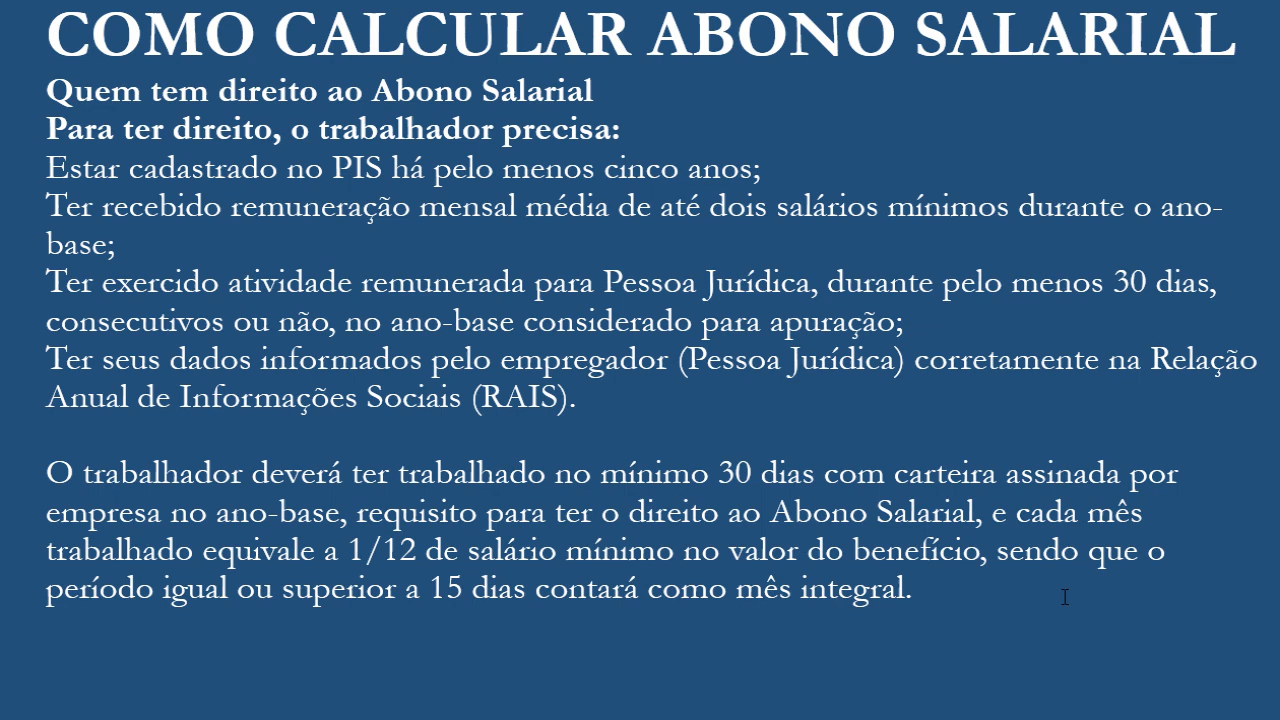 COMO CALCULAR ABONO SALARIAL
Quem tem direito ao Abono Salarial
Para ter direito, o trabalhador precisa:
Estar cadastrado no PIS há pelo menos cinco anos;
Ter recebido remuneração mensal média de até dois salários mínimos durante o ano-
base;
Ter exercido atividade remunerada para Pessoa Jurídica, durante pelo menos 30 dias,
consecutivos ou não, no ano-base considerado para apuração;
Ter seus dados informados pelo empregador (Pessoa Jurídica) corretamente na Relação
Anual de Informações Sociais (RAIS).
O trabalhador deverá ter trabalhado no mínimo 30 dias com carteira assinada por
empresa no ano-base, requisito para ter o direito ao Abono Salarial, e cada mês
trabalhado equivale a 1/12 de salário mínimo no valor do benefício, sendo que o
período igual ou superior a 15 dias contará como mês integral.